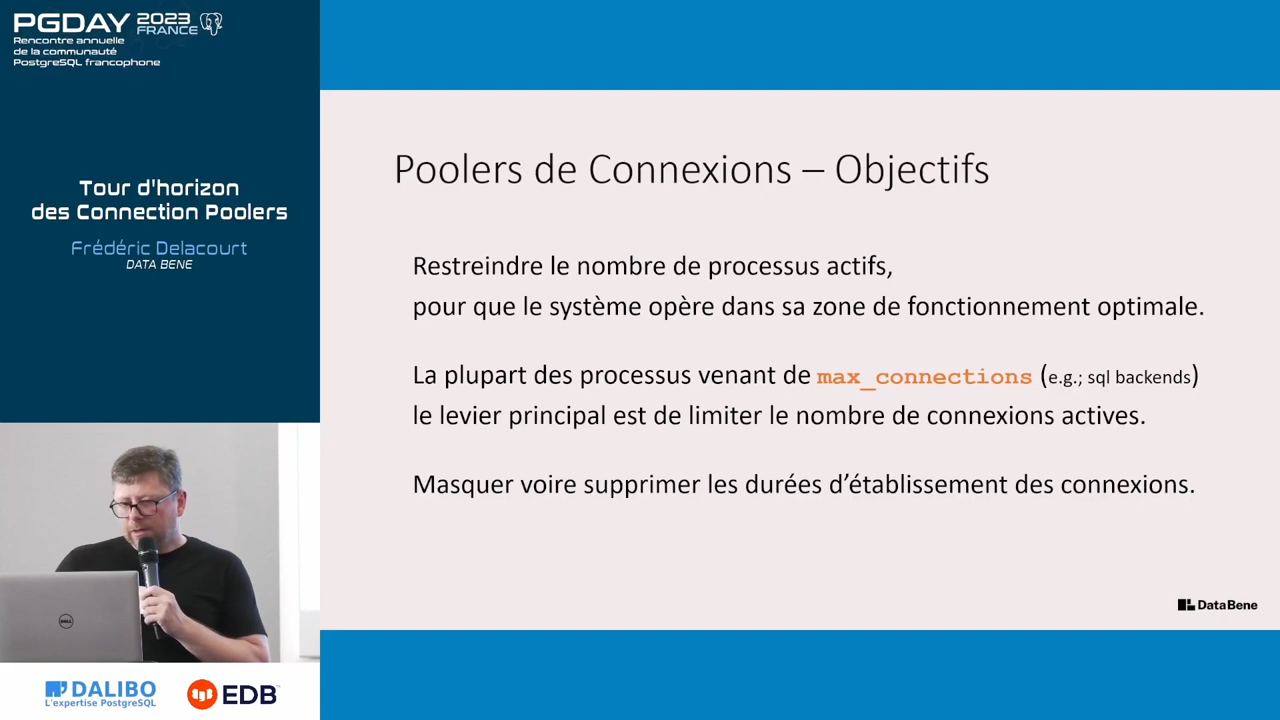 PGDAY 2023 FRANCE
Rencontre annuelle
de la communauté
PostgreSQL francophone
Tour d'horizon
des Connection Poolers
Frédéric Delacourt
DATA BENE
DELL
DALIBO
L'expertise PostgreSQL
EDB
Poolers de Connexions – Objectifs
Restreindre le nombre de processus actifs,
pour que le système opère dans sa zone de fonctionnement optimale.
La plupart des processus venant de max_connections (e.g.; sql backends)
le levier principal est de limiter le nombre de connexions actives.
Masquer voire supprimer les durées d’établissement des connexions.
DataBene